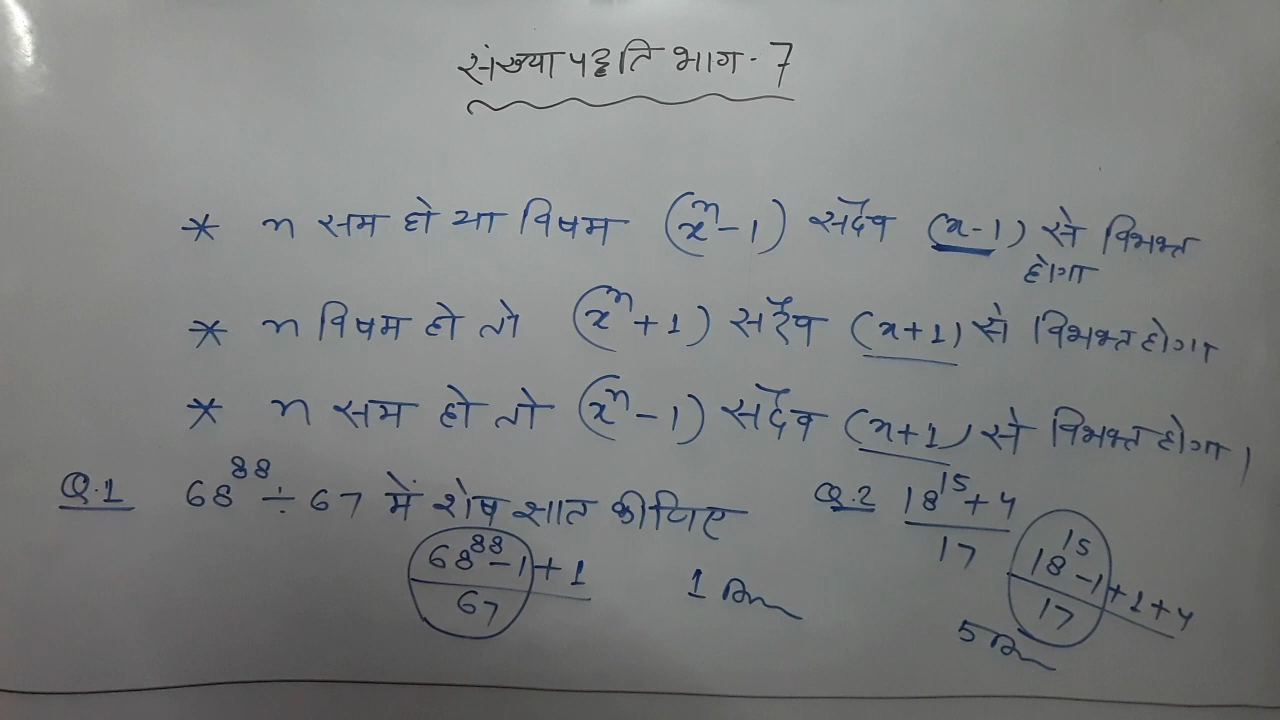 संख्या पद्धति भाग - 7
* n सम हो या विषम (xⁿ - 1) सदैव (x - 1) से विभक्त
होगा
* n विषम हो तो (xⁿ + 1) सदैव (x + 1) से विभक्त होगा
* n सम हो तो (xⁿ - 1) सदैव (x + 1) से विभक्त होगा।
Q.1 68⁸⁸ ÷ 67 में शेष ज्ञात कीजिए
(68⁸⁸ - 1)/67 + 1
1 Ans
Q.2 (18¹⁵ + 4)/17
(18¹⁵ - 1)/17 + 1 + 4
5 Ans